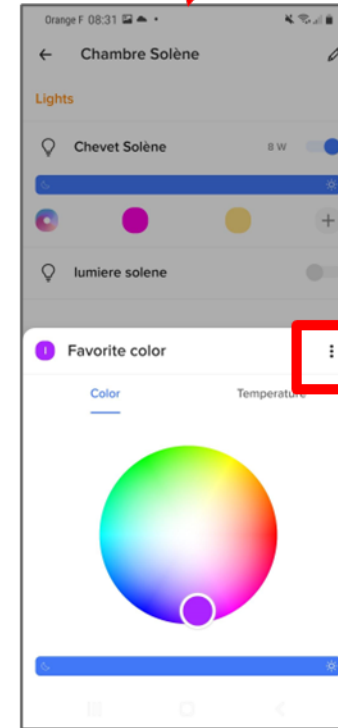 Orange F 08:31
Chambre Solène
Lights
Chevet Solène 8 W
lumiere solene
Favorite color
Color Temperature